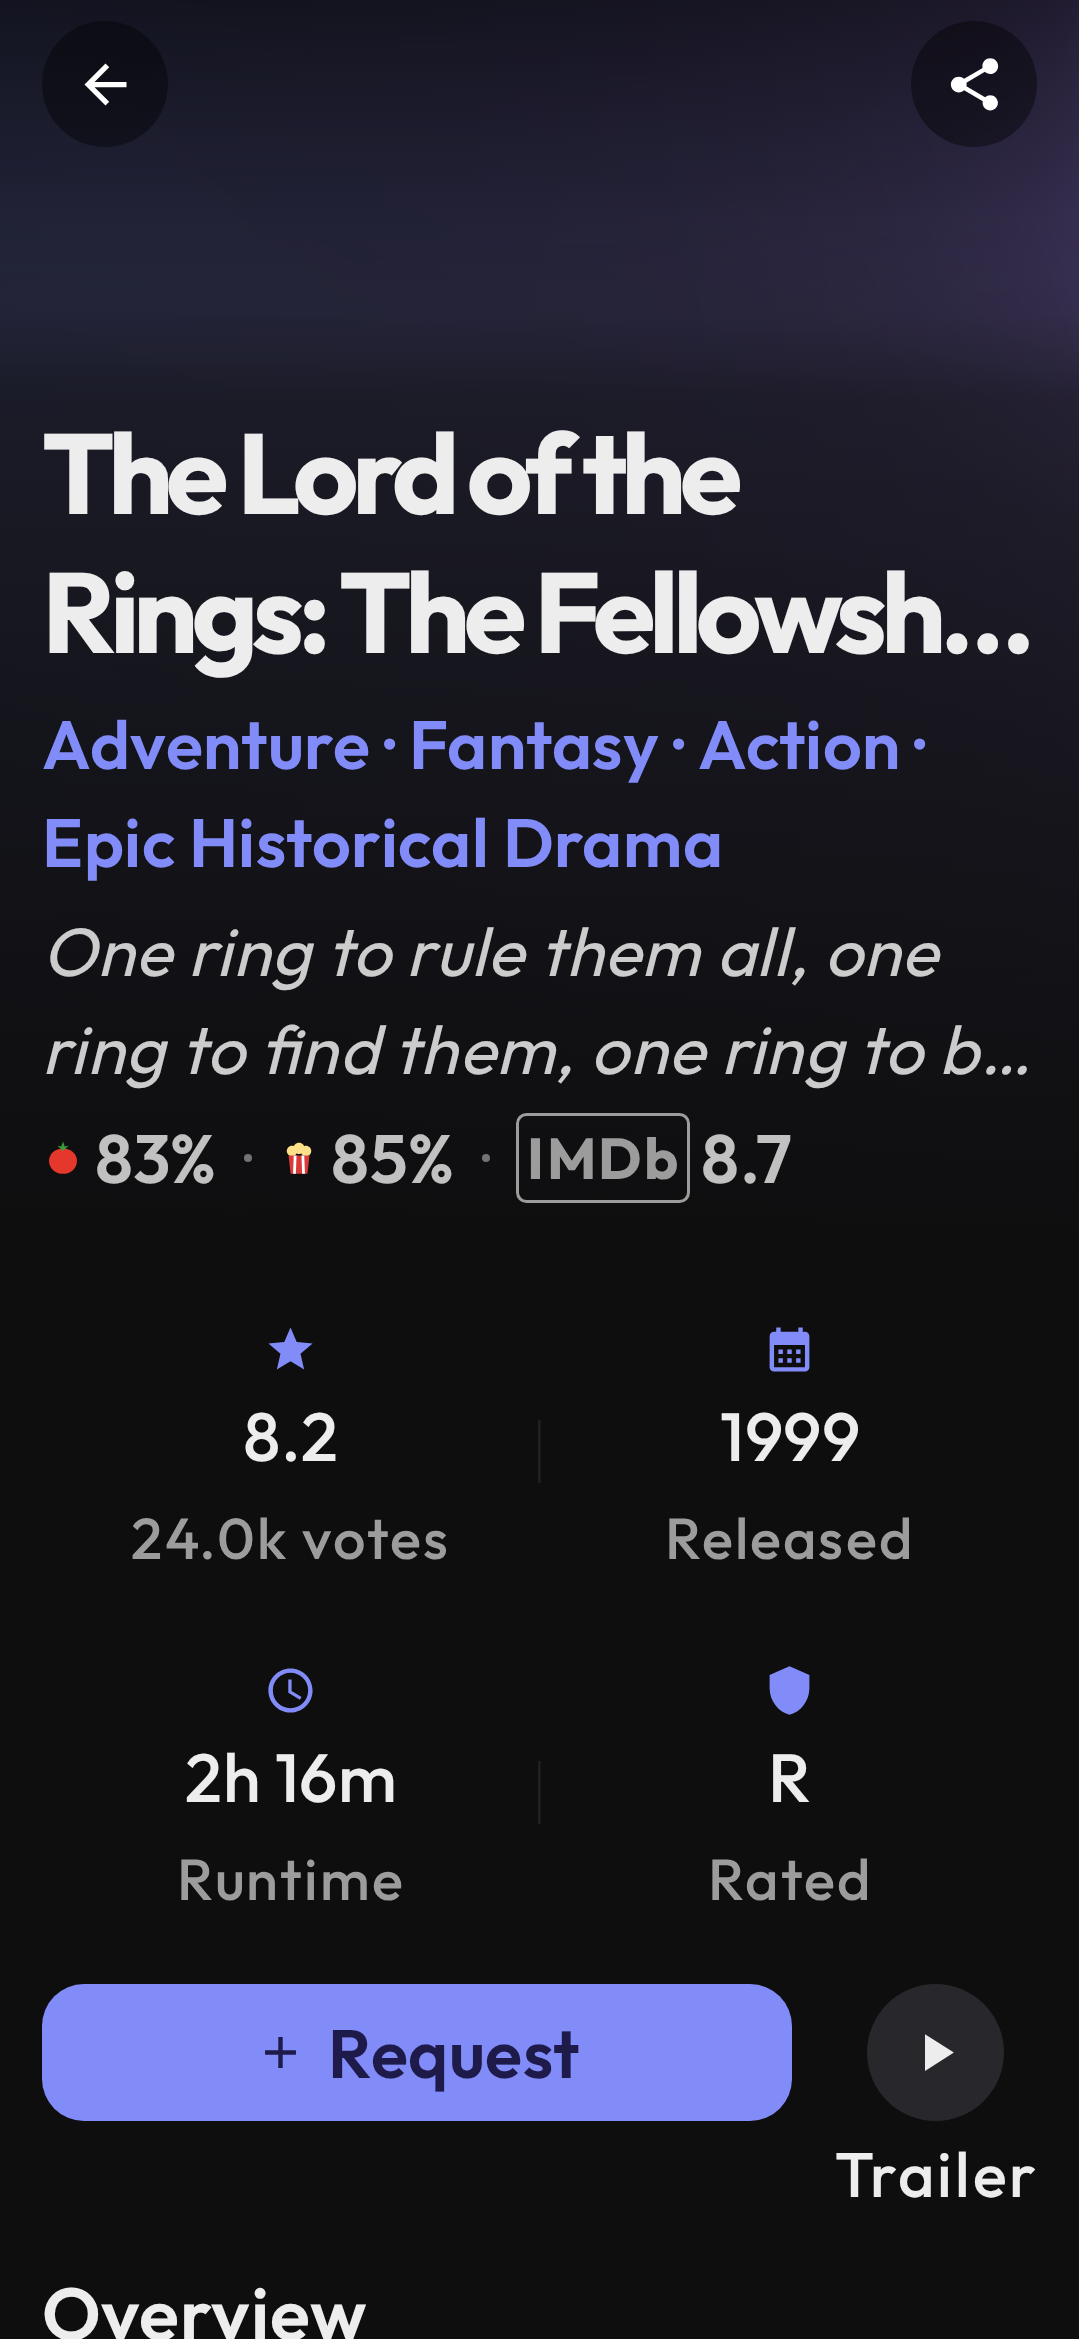 The Lord of the
Rings: The Fellowsh...
Adventure · Fantasy · Action ·
Epic Historical Drama
One ring to rule them all, one
ring to find them, one ring to b...
83% · 85% · IMDb 8.7
8.2
24.0k votes
1999
Released
2h 16m
Runtime
R
Rated
+ Request
Trailer
Overview